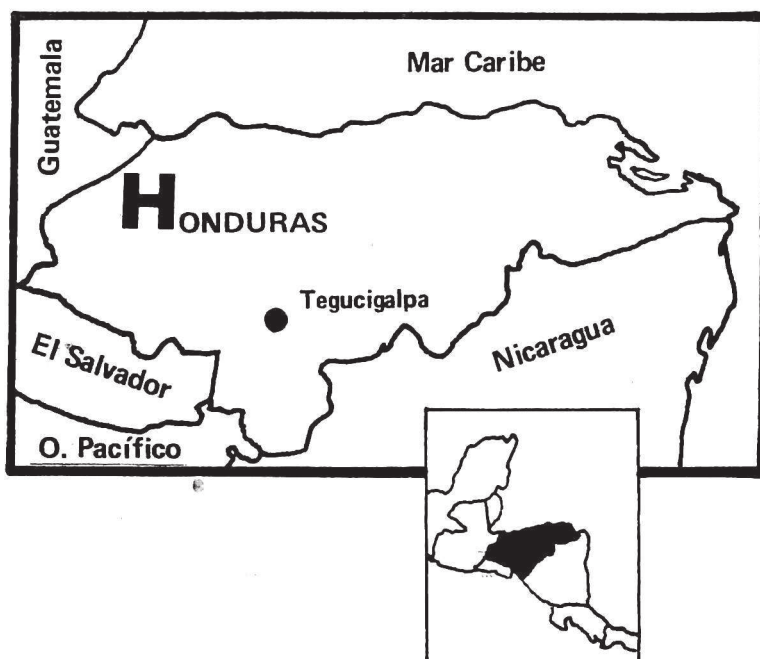 Mar Caribe
Guatemala
HONDURAS
Tegucigalpa
El Salvador
Nicaragua
O. Pacífico